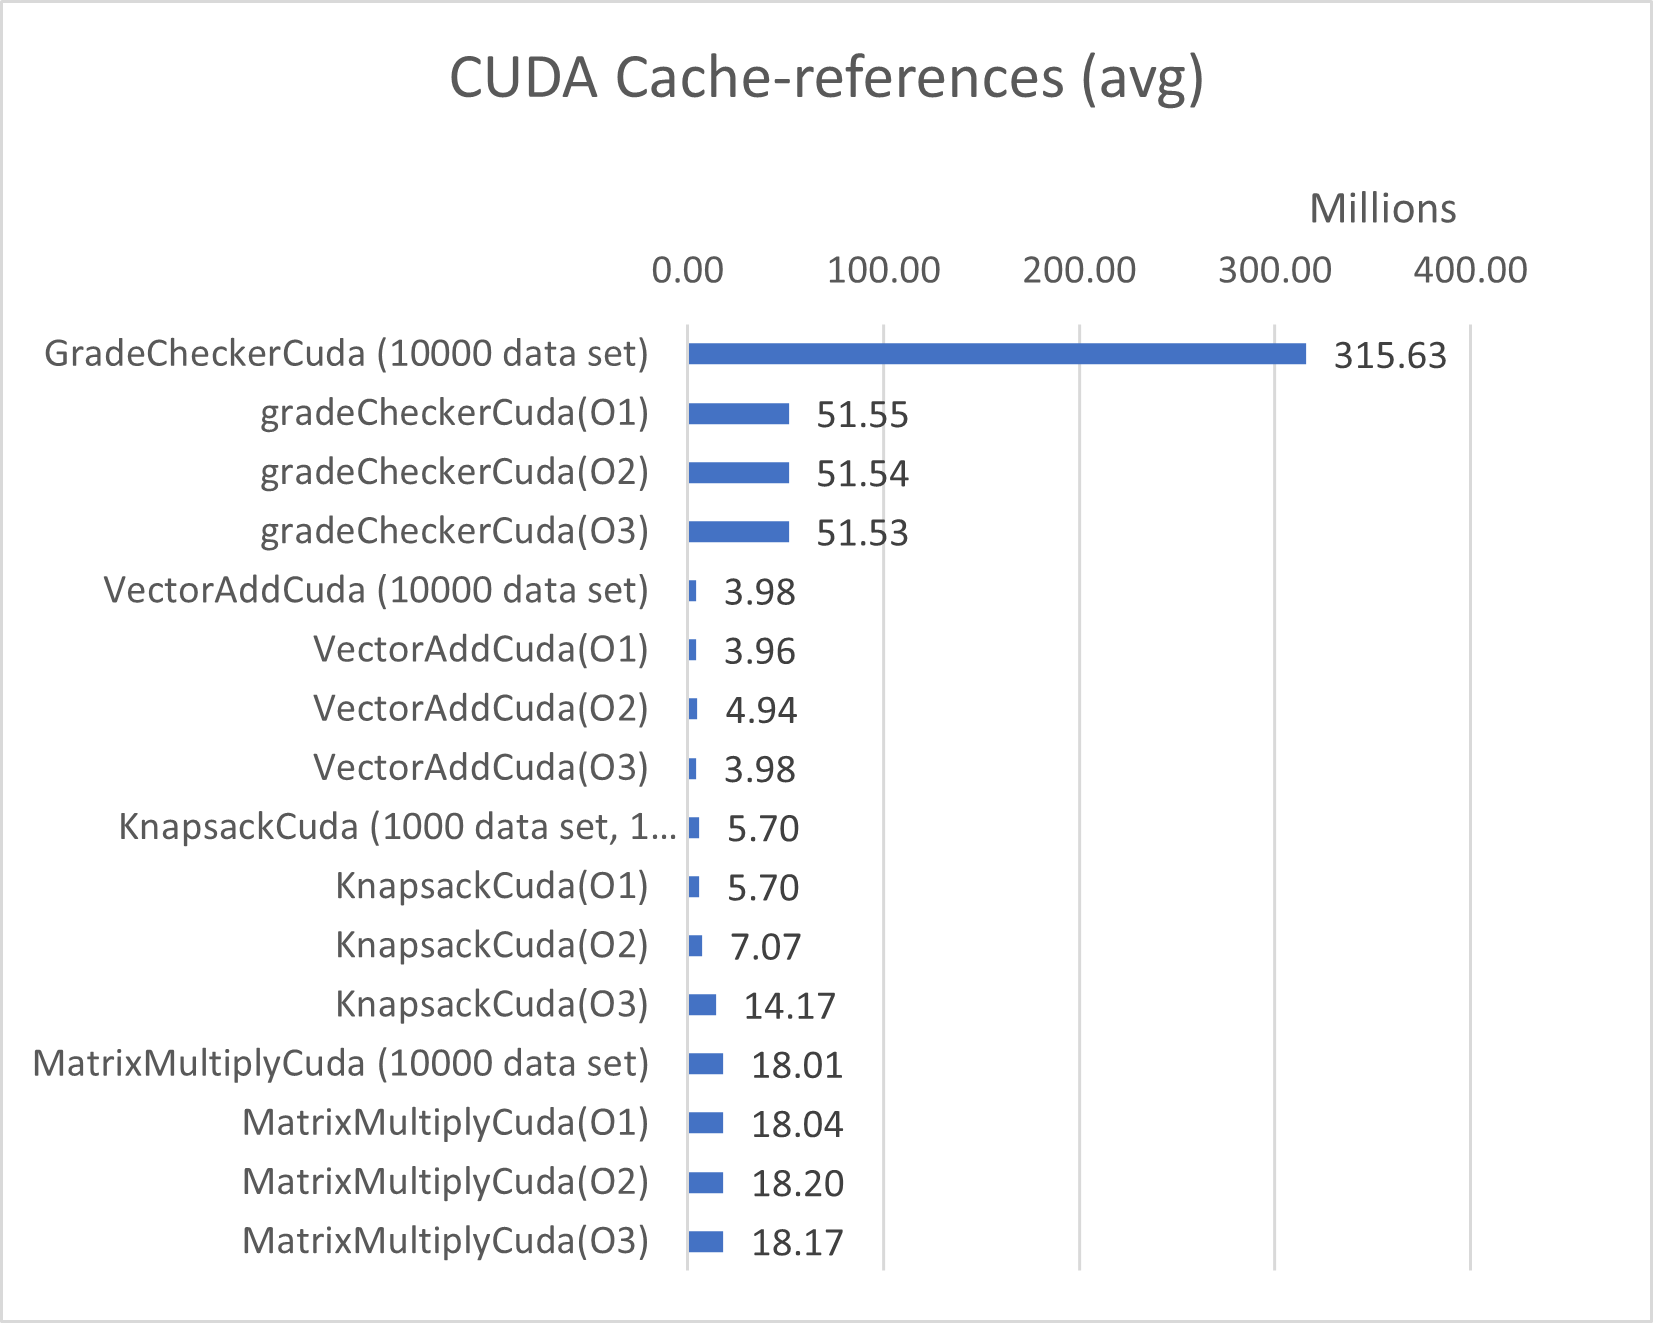 CUDA Cache-references (avg)
Millions
0.00 100.00 200.00 300.00 400.00
GradeCheckerCuda (10000 data set) 315.63
gradeCheckerCuda(O1) 51.55
gradeCheckerCuda(O2) 51.54
gradeCheckerCuda(O3) 51.53
VectorAddCuda (10000 data set) 3.98
VectorAddCuda(O1) 3.96
VectorAddCuda(O2) 4.94
VectorAddCuda(O3) 3.98
KnapsackCuda (1000 data set, 1... 5.70
KnapsackCuda(O1) 5.70
KnapsackCuda(O2) 7.07
KnapsackCuda(O3) 14.17
MatrixMultiplyCuda (10000 data set) 18.01
MatrixMultiplyCuda(O1) 18.04
MatrixMultiplyCuda(O2) 18.20
MatrixMultiplyCuda(O3) 18.17